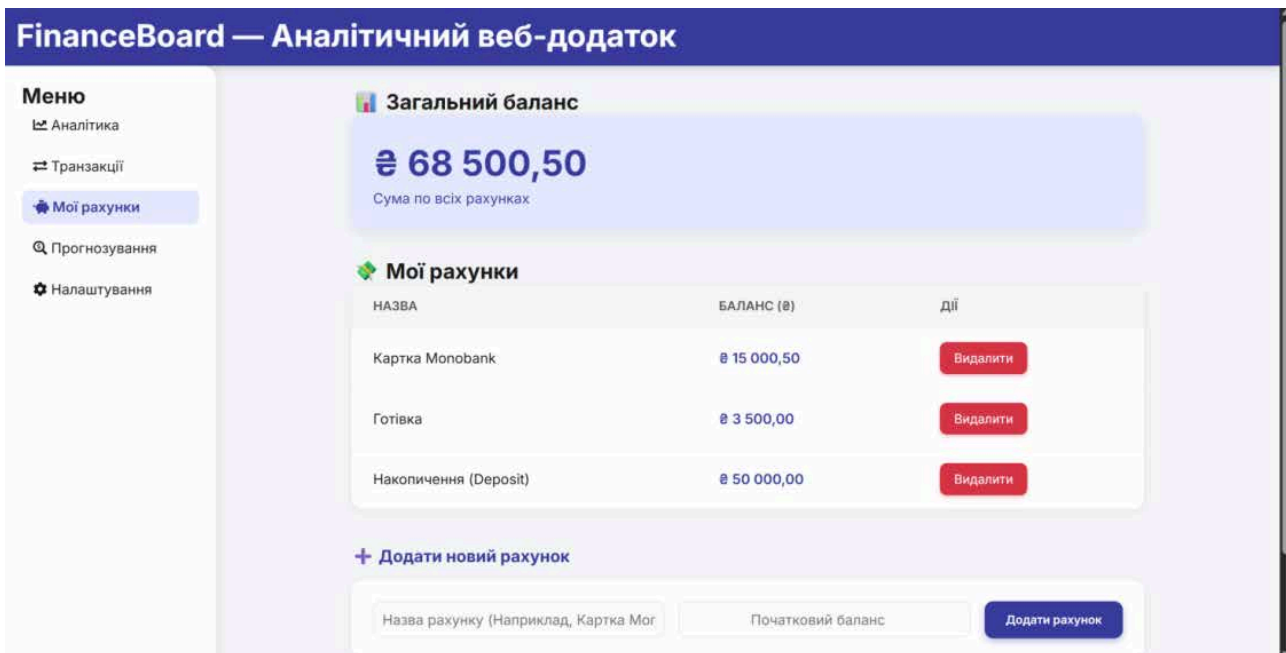 FinanceBoard — Аналітичний веб-додаток
Меню
Аналітика
Транзакції
Мої рахунки
Прогнозування
Налаштування
Загальний баланс
₴ 68 500,50
Сума по всіх рахунках
Мої рахунки
НАЗВА БАЛАНС (₴) ДІЇ
Картка Monobank ₴ 15 000,50 Видалити
Готівка ₴ 3 500,00 Видалити
Накопичення (Deposit) ₴ 50 000,00 Видалити
Додати новий рахунок
Назва рахунку (Наприклад, Картка Мог Початковий баланс Додати рахунок